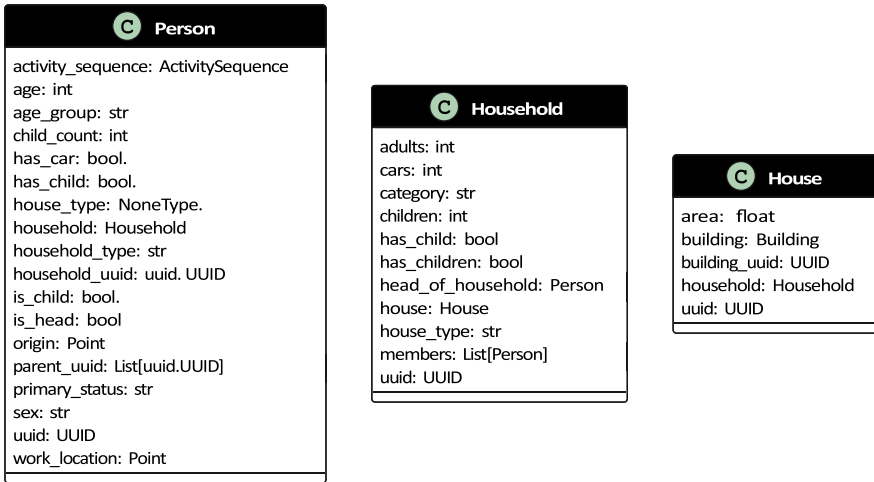 C Person
activity_sequence: ActivitySequence
age: int
age_group: str
child_count: int
has_car: bool.
has_child: bool.
house_type: NoneType.
household: Household
household_type: str
household_uuid: uuid. UUID
is_child: bool.
is_head: bool
origin: Point
parent_uuid: List[uuid.UUID]
primary_status: str
sex: str
uuid: UUID
work_location: Point
C Household
adults: int
cars: int
category: str
children: int
has_child: bool
has_children: bool
head_of_household: Person
house: House
house_type: str
members: List[Person]
uuid: UUID
C House
area: float
building: Building
building_uuid: UUID
household: Household
uuid: UUID